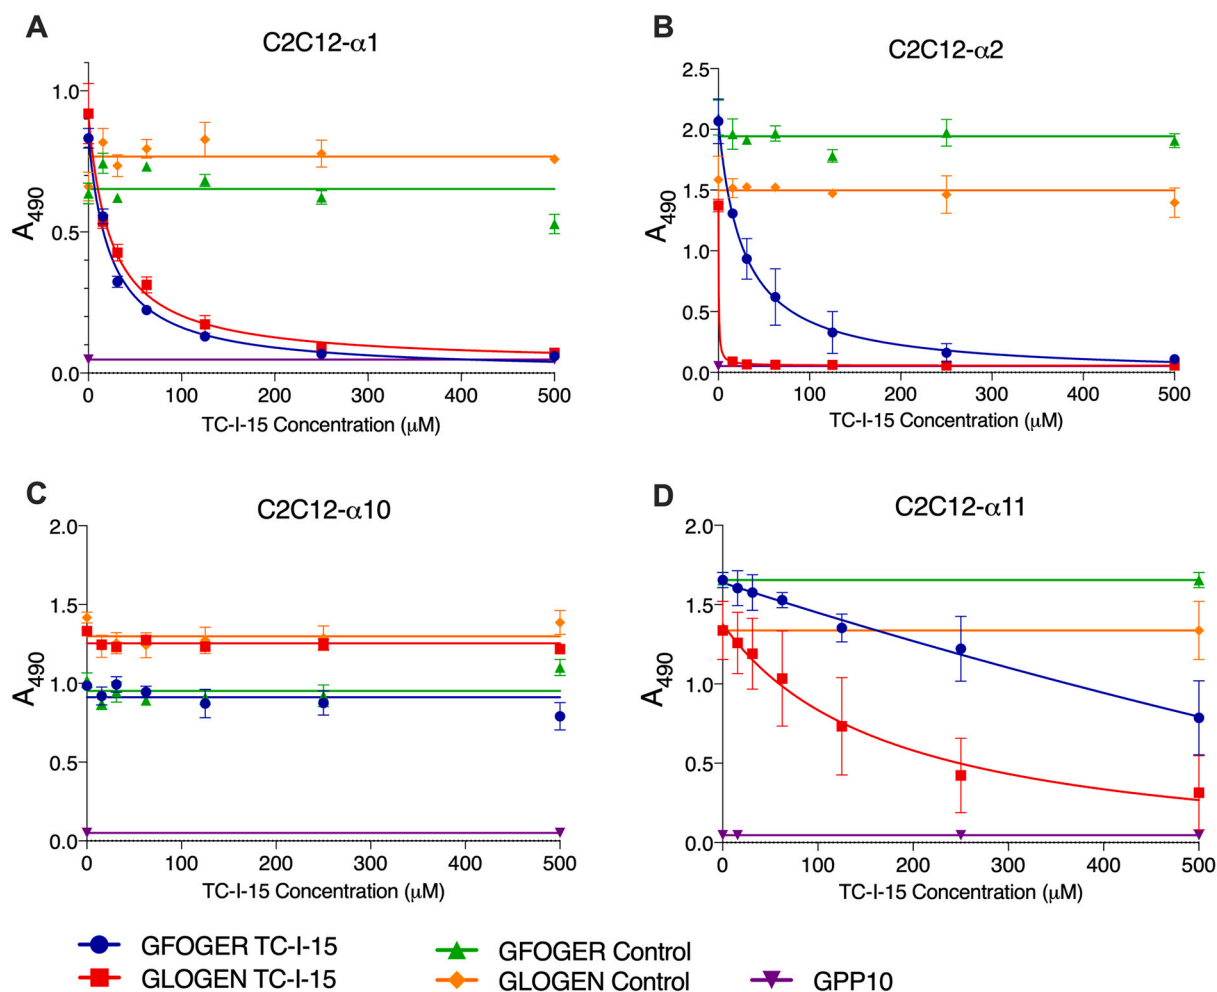 A
C2C12-α1
A490
1.0
0.5
0.0
0 100 200 300 400 500
TC-I-15 Concentration (μM)
B
C2C12-α2
A490
2.5
2.0
1.5
1.0
0.5
0.0
0 100 200 300 400 500
TC-I-15 Concentration (μM)
C
C2C12-α10
A490
2.0
1.5
1.0
0.5
0.0
0 100 200 300 400 500
TC-I-15 Concentration (μM)
D
C2C12-α11
A490
2.0
1.5
1.0
0.5
0.0
0 100 200 300 400 500
TC-I-15 Concentration (μM)
GFOGER TC-I-15
GLOGEN TC-I-15
GFOGER Control
GLOGEN Control
GPP10